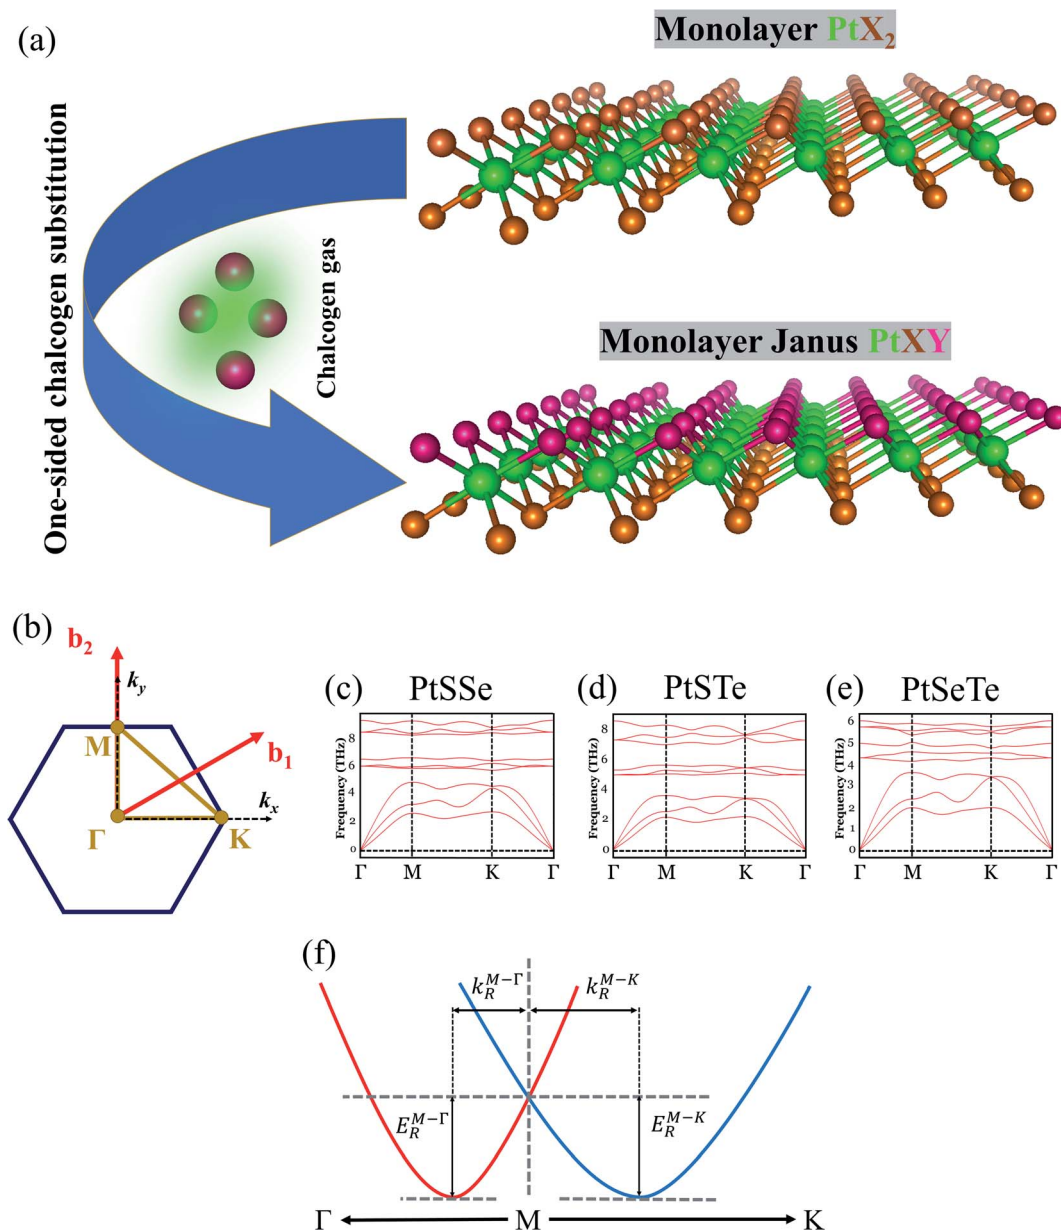 (a)
Monolayer PtX₂
One-sided chalcogen substitution
Chalcogen gas
Monolayer Janus PtXY
(b)
b₂
k_y
M
b₁
k_x
Γ
K
(c)
PtSSe
Frequency (THz)
8
6
4
2
0
Γ M K Γ
(d)
PtSTe
Frequency (THz)
8
6
4
2
0
Γ M K Γ
(e)
PtSeTe
Frequency (THz)
6
5
4
3
2
1
0
Γ M K Γ
(f)
k_R^{M−Γ} k_R^{M−K}
E_R^{M−Γ} E_R^{M−K}
Γ M K